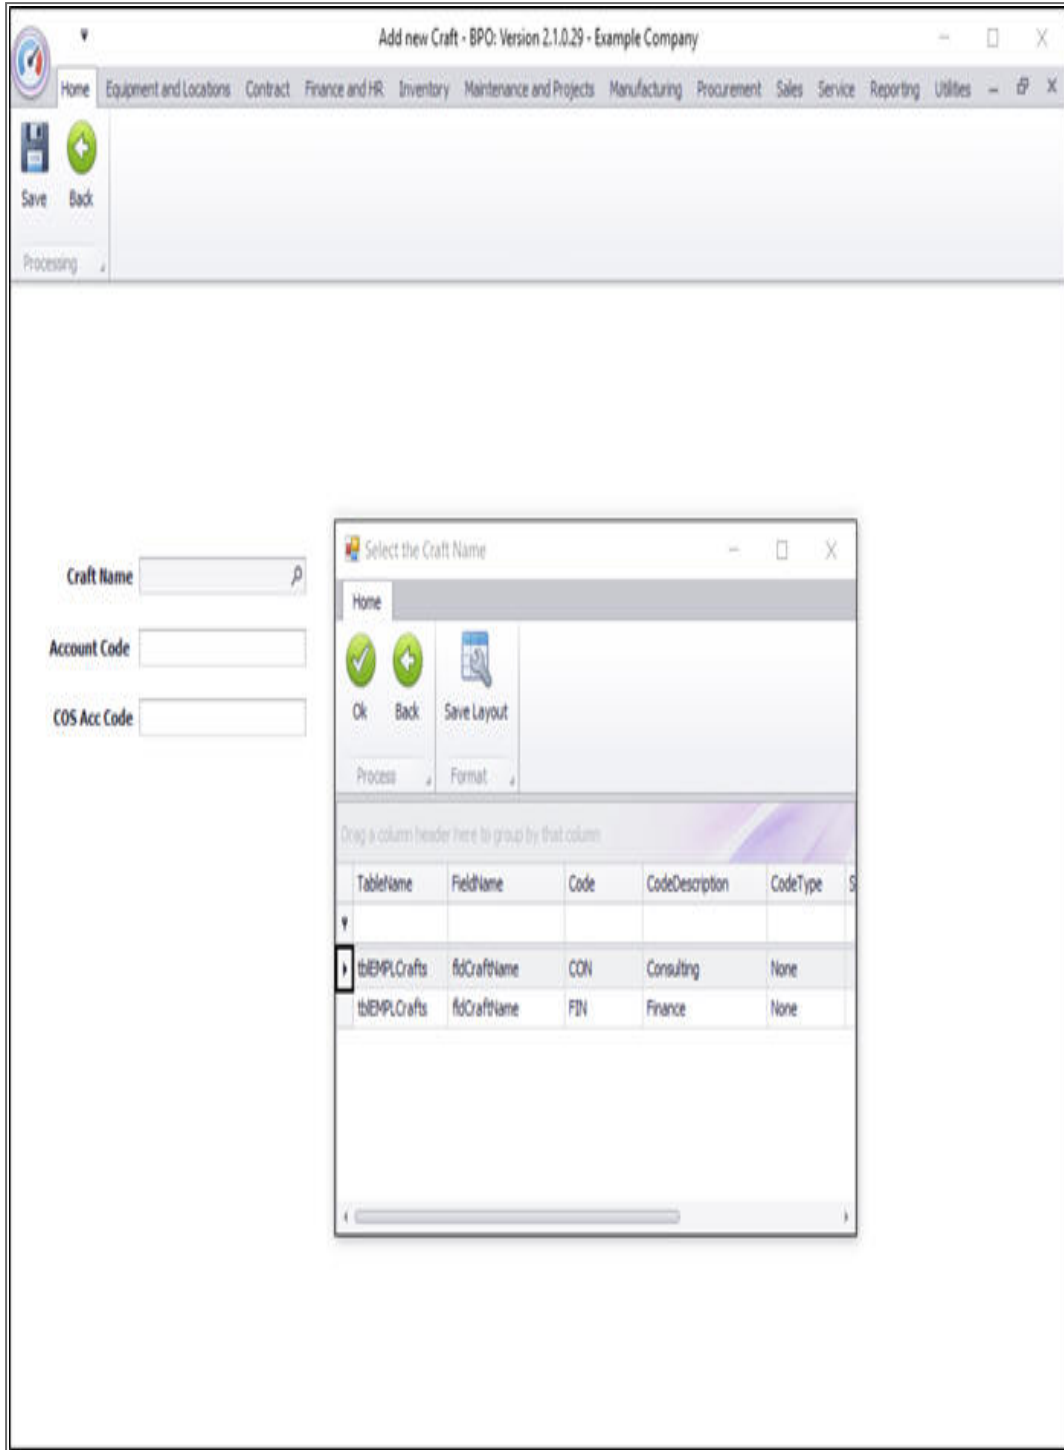 Add new Craft - BPO: Version 2.1.0.29 - Example Company
Home Equipment and Locations Contract Finance and HR Inventory Maintenance and Projects Manufacturing Procurement Sales Service Reporting Utilities
Save Back
Processing
Craft Name
Account Code
COS Acc Code
Select the Craft Name
Home
Ok Back Save Layout
Process Format
Drag a column header here to group by that column
TableName FieldName Code CodeDescription CodeType S
tblEMPLCrafts fldCraftName CON Consulting None
tblEMPLCrafts fldCraftName FIN Finance None